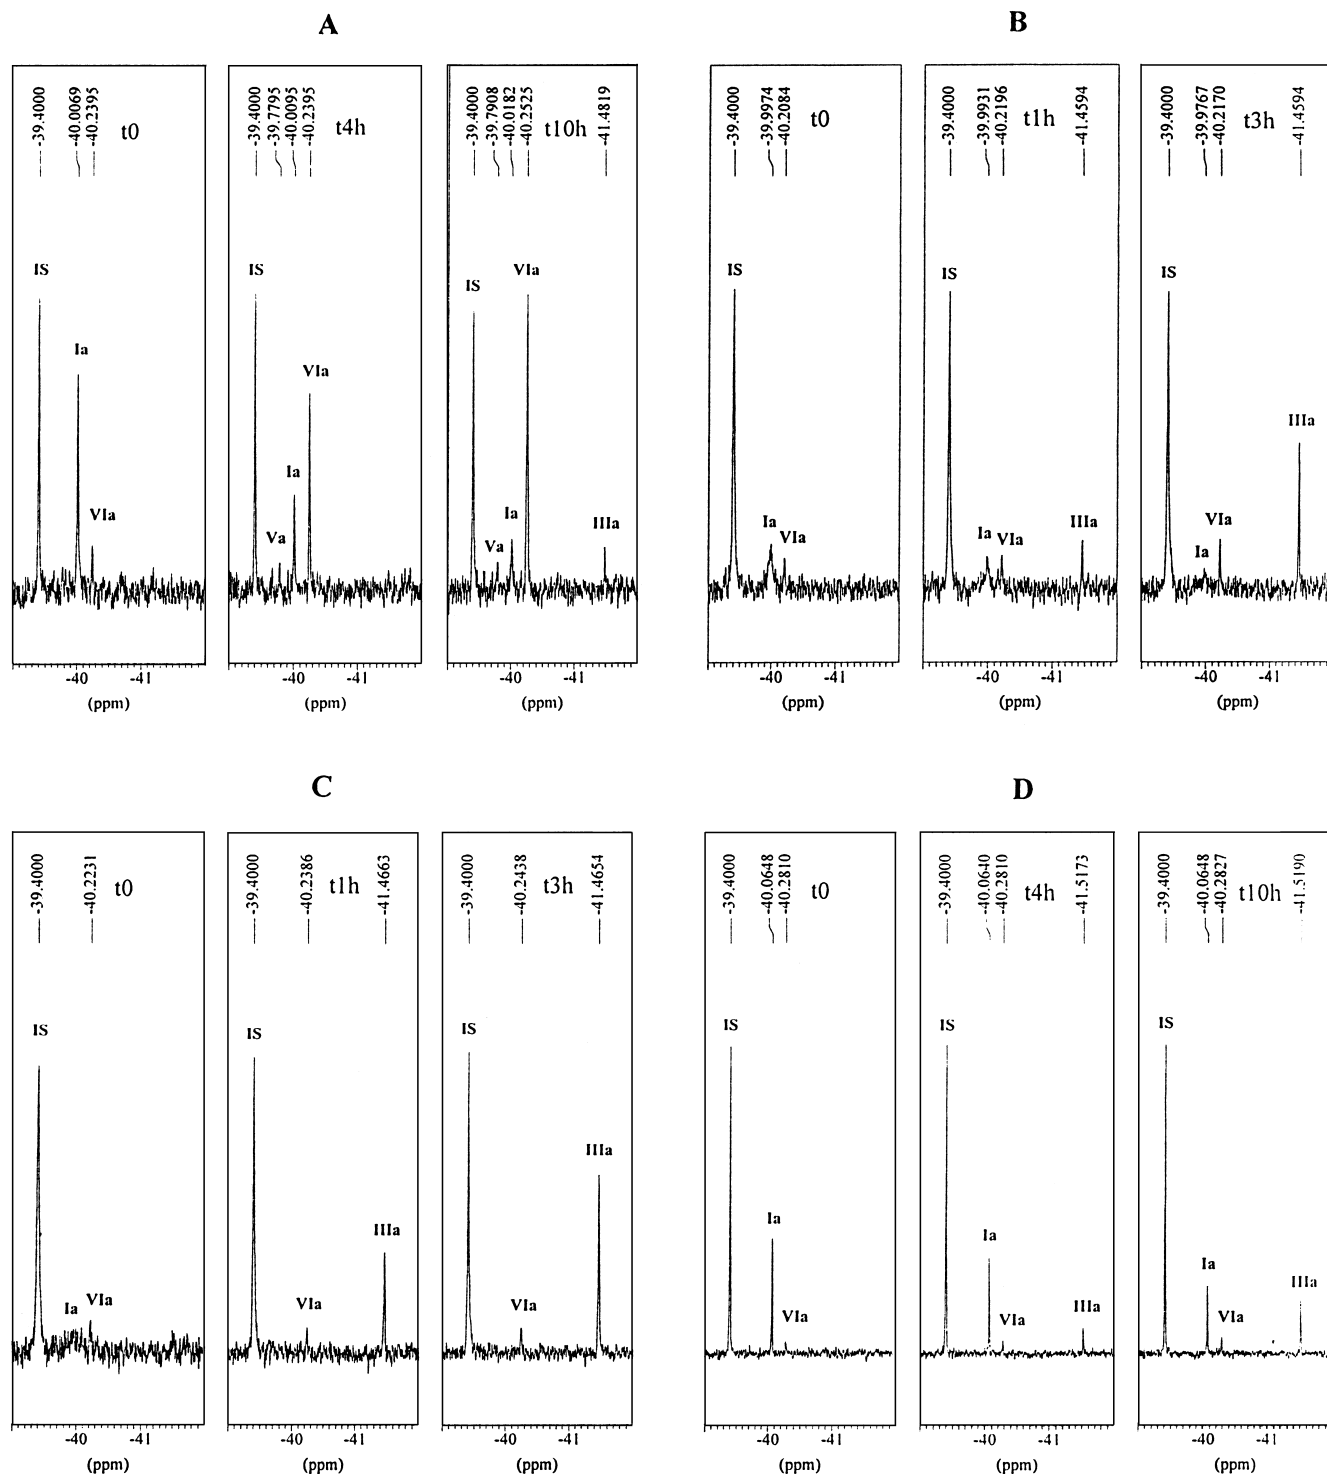 A
-39.4000
-40.0069
-40.2395
t0
IS
Ia
VIa
-40
-41
(ppm)
-39.4000
-39.7795
-40.0095
-40.2395
t4h
IS
Va
Ia
VIa
-40
-41
(ppm)
-39.4000
-39.7908
-40.0182
-40.2525
t10h
-41.4819
IS
Va
Ia
VIa
IIIa
-40
-41
(ppm)
B
-39.4000
-39.9974
-40.2084
t0
IS
Ia
VIa
-40
-41
(ppm)
-39.4000
-39.9931
-40.2196
t1h
-41.4594
IS
Ia
VIa
IIIa
-40
-41
(ppm)
-39.4000
-39.9767
-40.2170
t3h
-41.4594
IS
Ia
VIa
IIIa
-40
-41
(ppm)
C
-39.4000
-40.2231
t0
IS
Ia
VIa
-40
-41
(ppm)
-39.4000
-40.2386
t1h
-41.4663
IS
VIa
IIIa
-40
-41
(ppm)
-39.4000
-40.2438
t3h
-41.4654
IS
VIa
IIIa
-40
-41
(ppm)
D
-39.4000
-40.0648
-40.2810
t0
IS
Ia
VIa
-40
-41
(ppm)
-39.4000
-40.0640
-40.2810
t4h
-41.5173
IS
Ia
VIa
IIIa
-40
-41
(ppm)
-39.4000
-40.0648
-40.2827
t10h
-41.5190
IS
Ia
VIa
IIIa
-40
-41
(ppm)